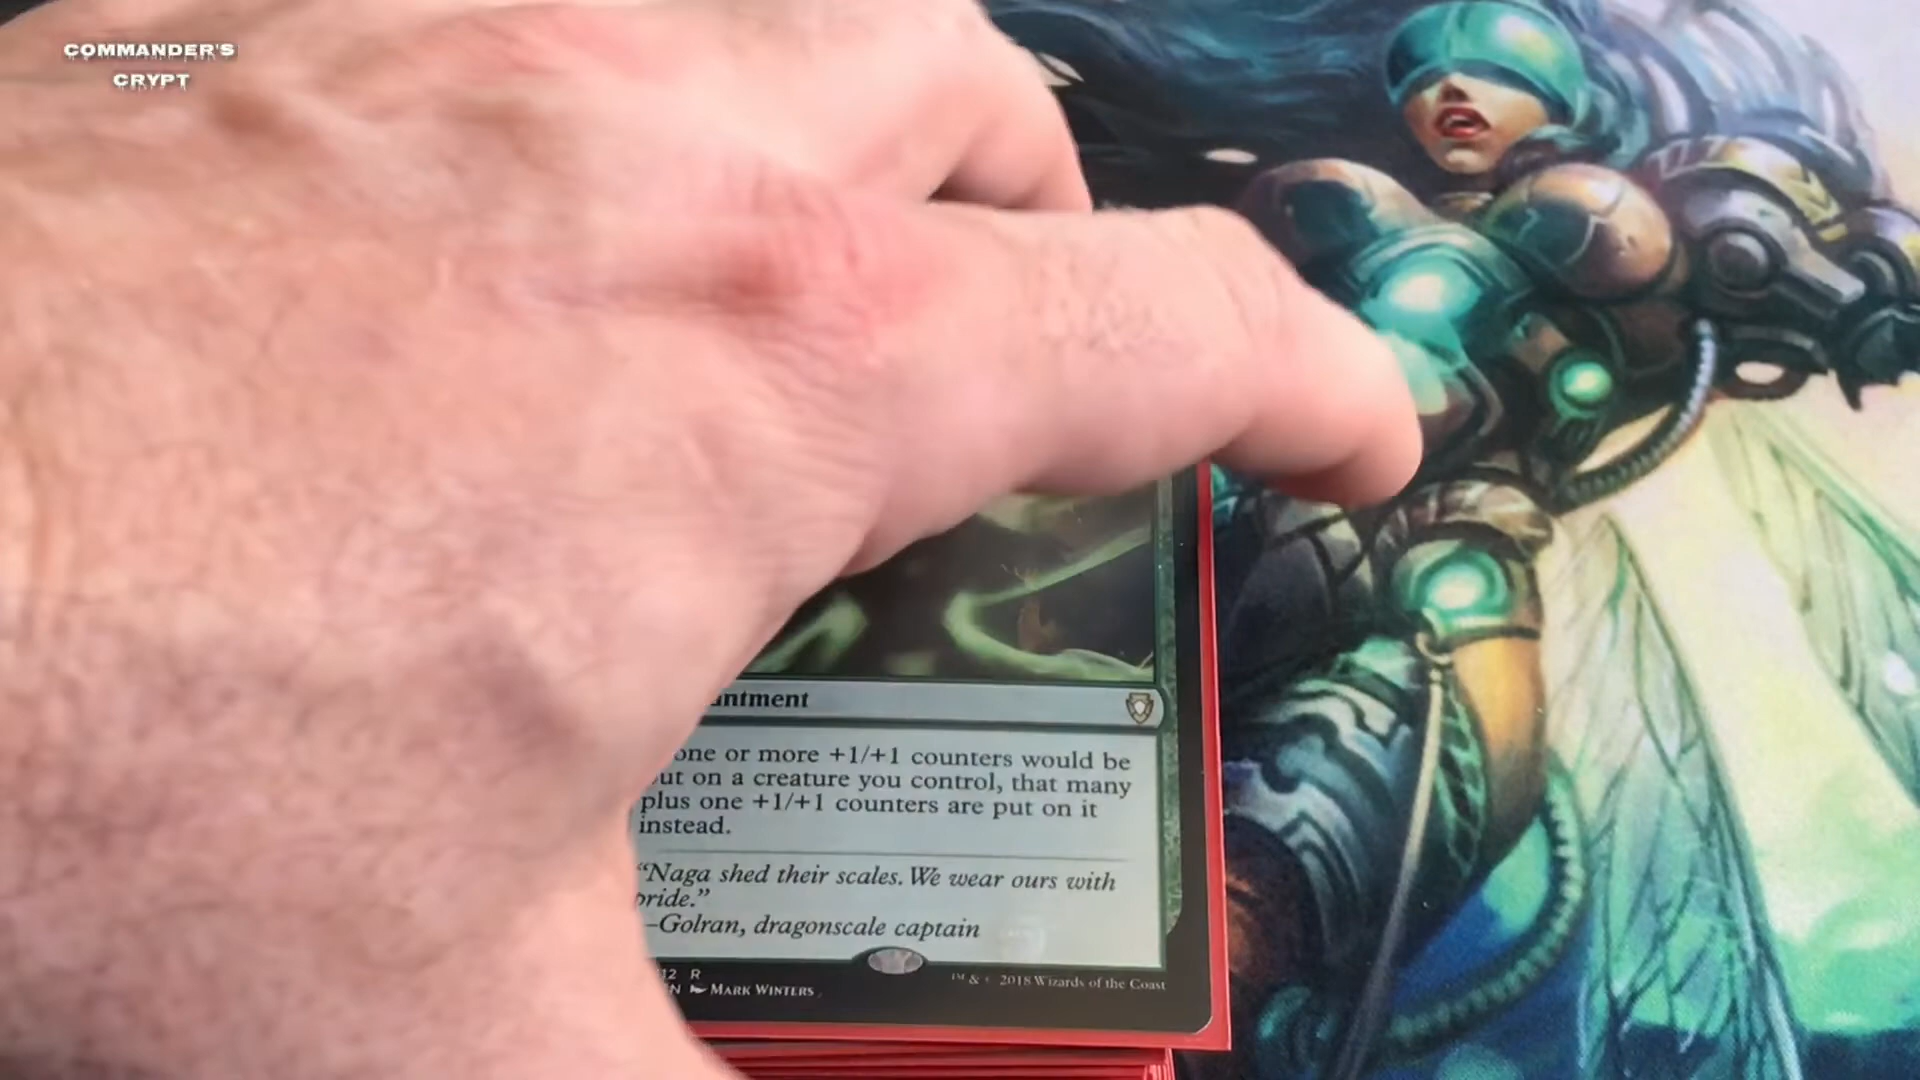 COMMANDER'S
CRYPT
one or more +1/+1 counters would be
on a creature you control, that many
plus one +1/+1 counters are put on it
instead.
“Naga shed their scales. We wear ours with
pride.”
–Golran, dragonscale captain
12 R
N MARK WINTERS
™ & © 2018 Wizards of the Coast